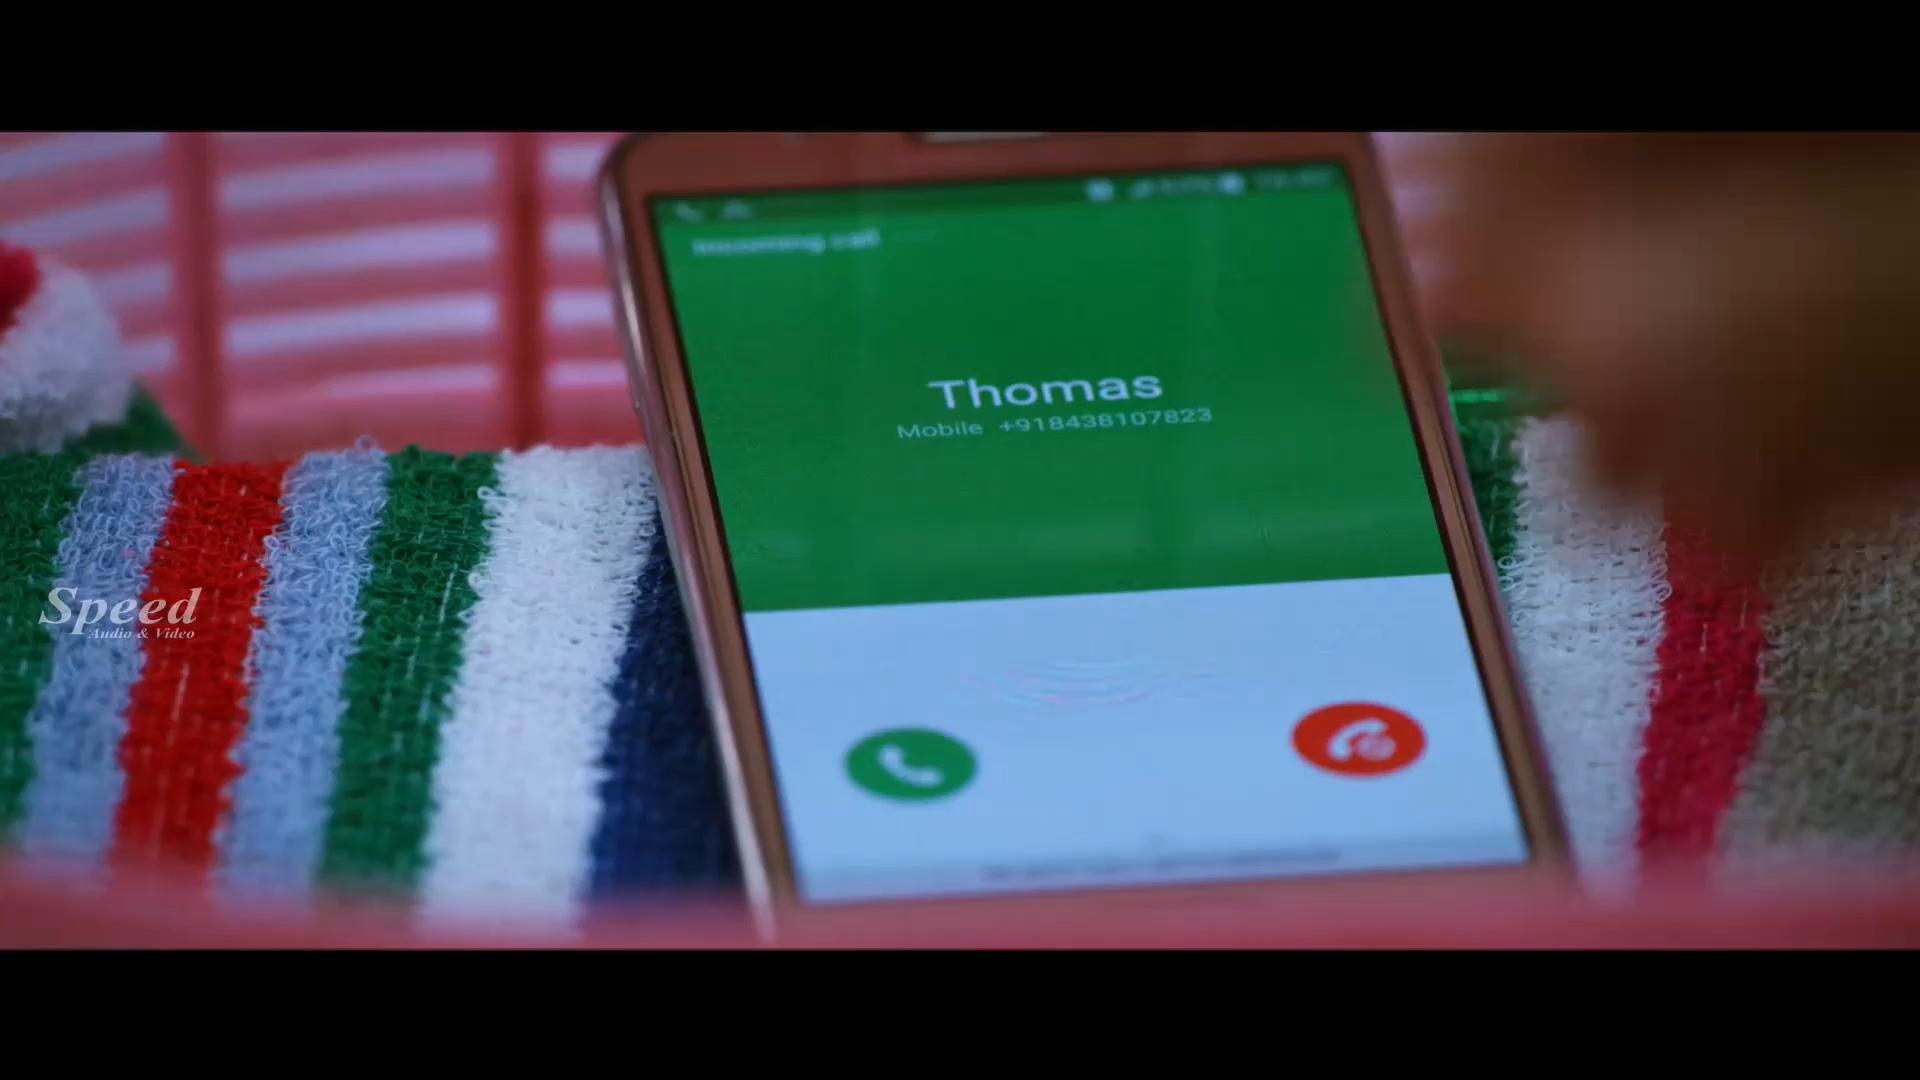 Incoming call
Thomas
Mobile +918438107823
Speed
Audio & Video